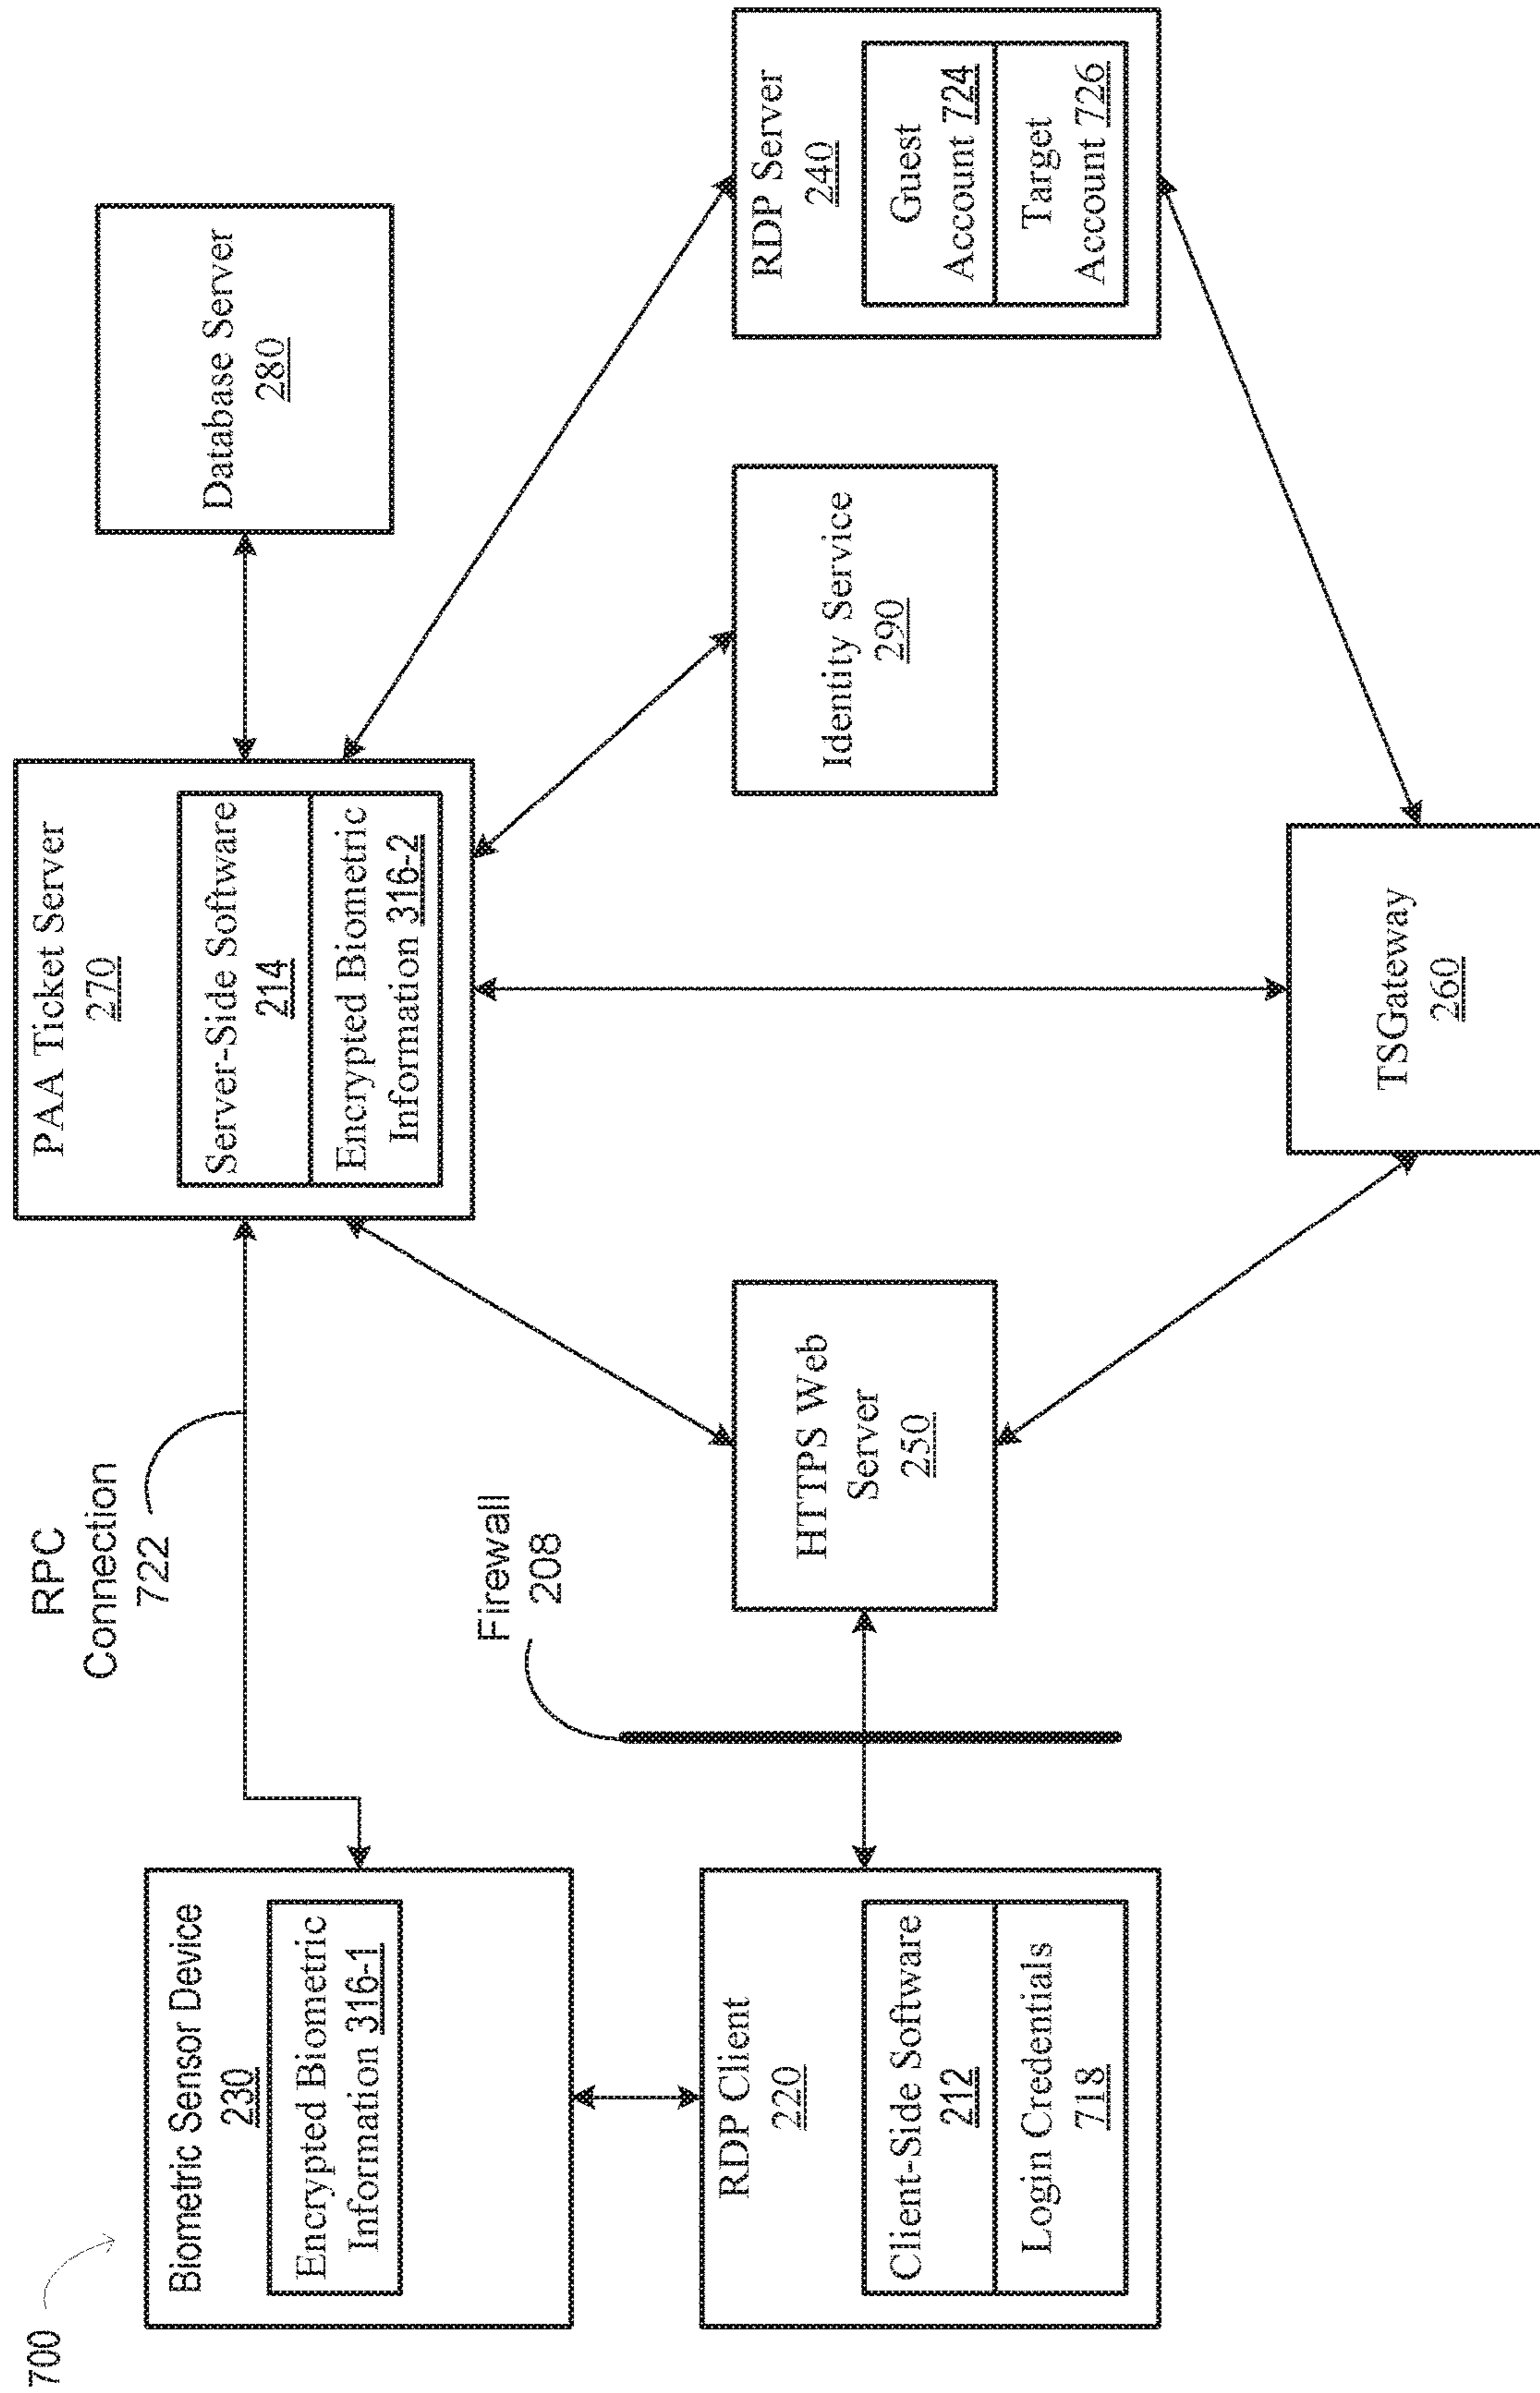 700
Biometric Sensor Device
230
Encrypted Biometric
Information 316-1
RDP Client
220
Client-Side Software
212
Login Credentials
718
RPC
Connection
722
Firewall
208
HTTPS Web
Server
250
PAA Ticket Server
270
Server-Side Software
214
Encrypted Biometric
Information 316-2
TSGateway
260
Identity Service
290
Database Server
280
RDP Server
240
Guest
Account 724
Target
Account 726